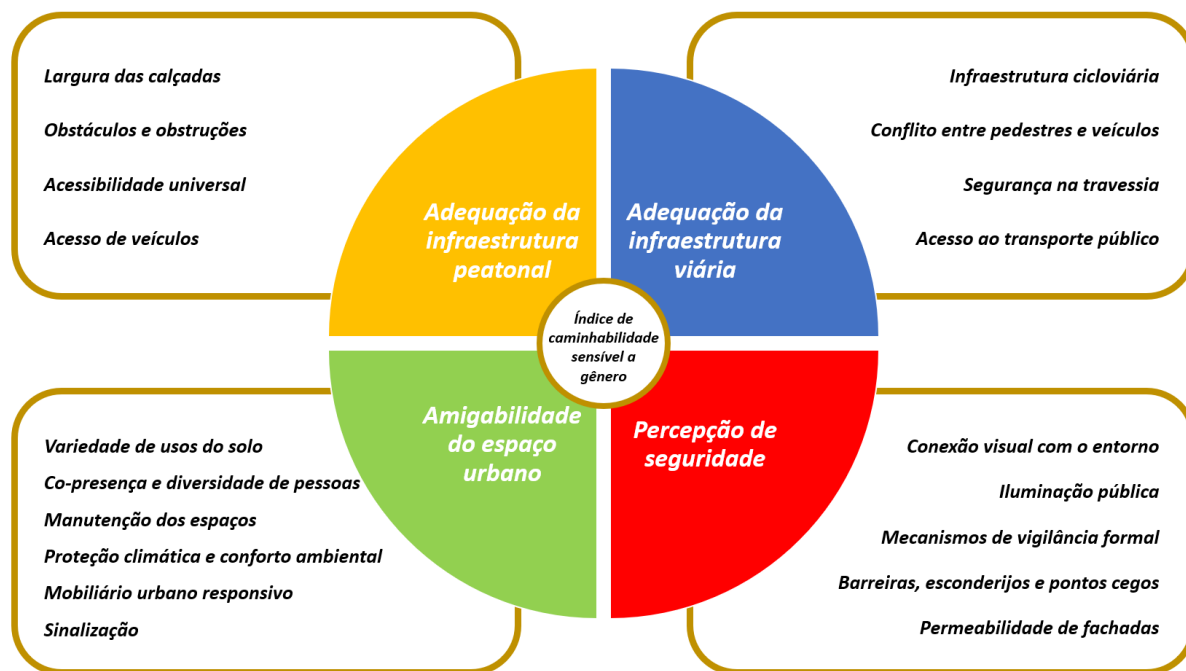 Largura das calçadas
Obstáculos e obstruções
Acessibilidade universal
Acesso de veículos
Adequação da
infraestrutura
peatonal
Adequação da
infraestrutura
viária
Infraestrutura cicloviária
Conflito entre pedestres e veículos
Segurança na travessia
Acesso ao transporte público
Índice de
caminhabilidade
sensível a
gênero
Variedade de usos do solo
Co-presença e diversidade de pessoas
Manutenção dos espaços
Proteção climática e conforto ambiental
Mobiliário urbano responsivo
Sinalização
Amigabilidade
do espaço
urbano
Percepção de
seguridade
Conexão visual com o entorno
Iluminação pública
Mecanismos de vigilância formal
Barreiras, esconderijos e pontos cegos
Permeabilidade de fachadas